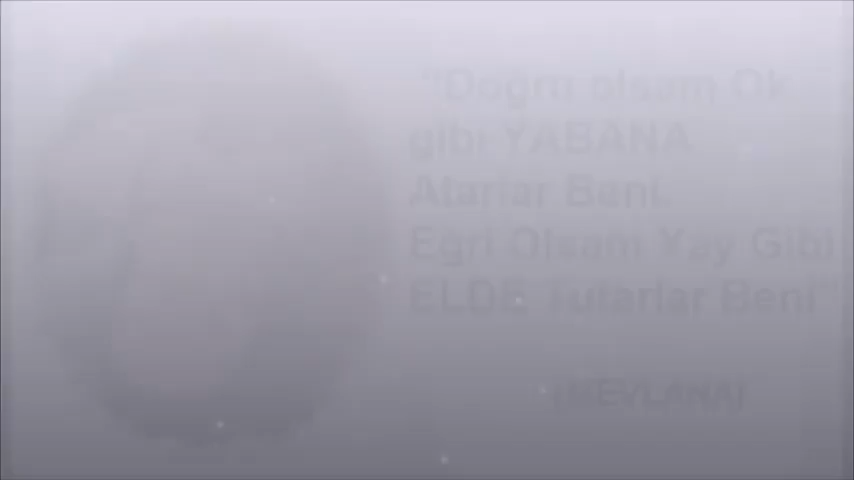 "Doğru olsam Ok
gibi YABANA
Atarlar Beni.
Eğri Olsam Yay Gibi
ELDE Tutarlar Beni"
(MEVLANA)